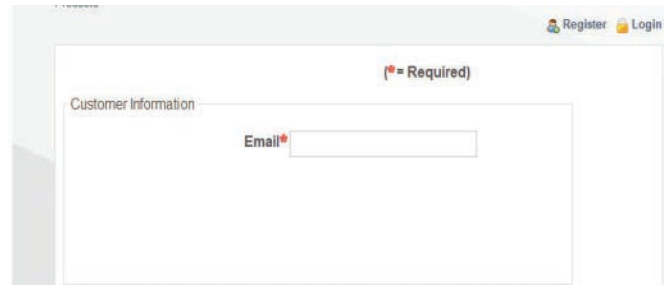 Register Login
(*= Required)
Customer Information
Email*